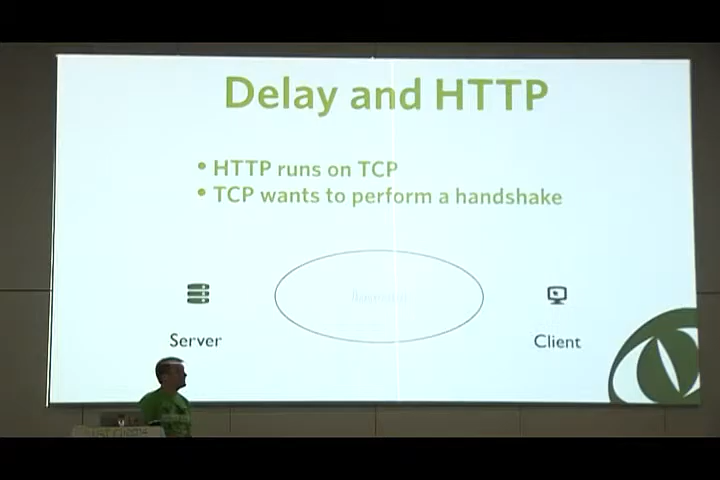 Delay and HTTP
• HTTP runs on TCP
• TCP wants to perform a handshake
Server
Client